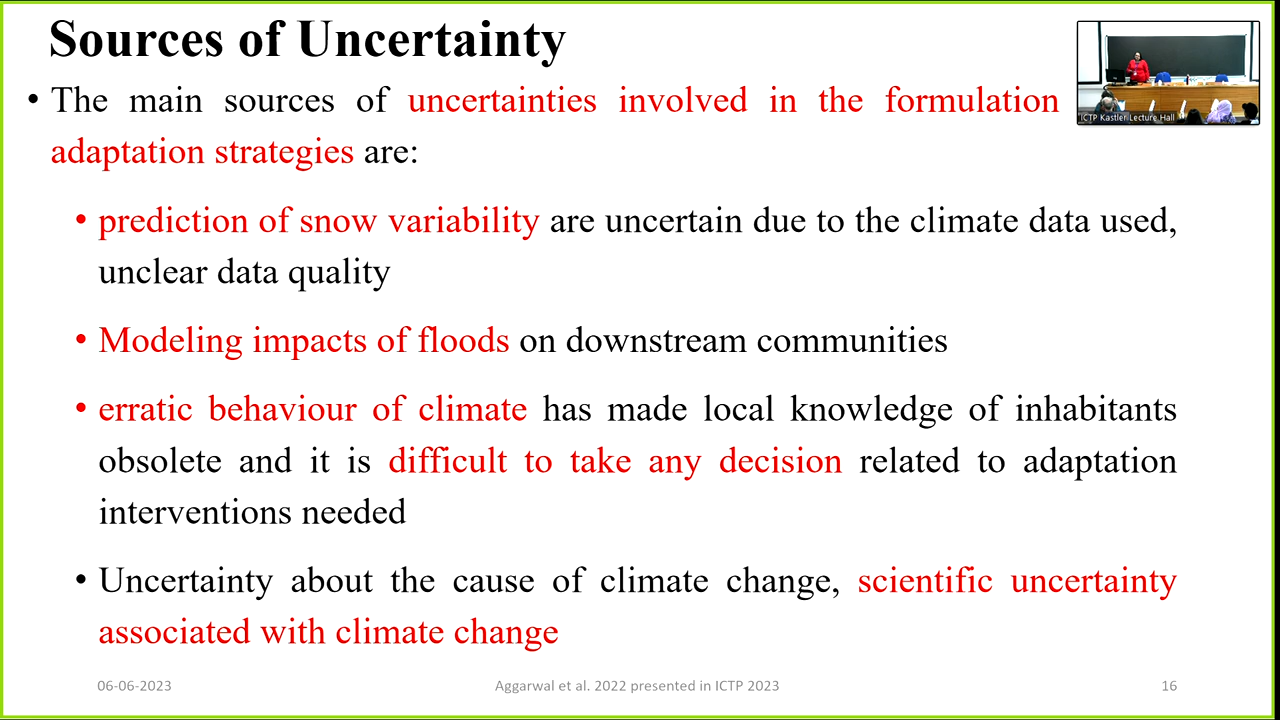 Sources of Uncertainty
• The main sources of uncertainties involved in the formulation
adaptation strategies are:
• prediction of snow variability are uncertain due to the climate data used,
unclear data quality
• Modeling impacts of floods on downstream communities
• erratic behaviour of climate has made local knowledge of inhabitants
obsolete and it is difficult to take any decision related to adaptation
interventions needed
• Uncertainty about the cause of climate change, scientific uncertainty
associated with climate change
ICTP Kastler Lecture Hall
06-06-2023
Aggarwal et al. 2022 presented in ICTP 2023
16